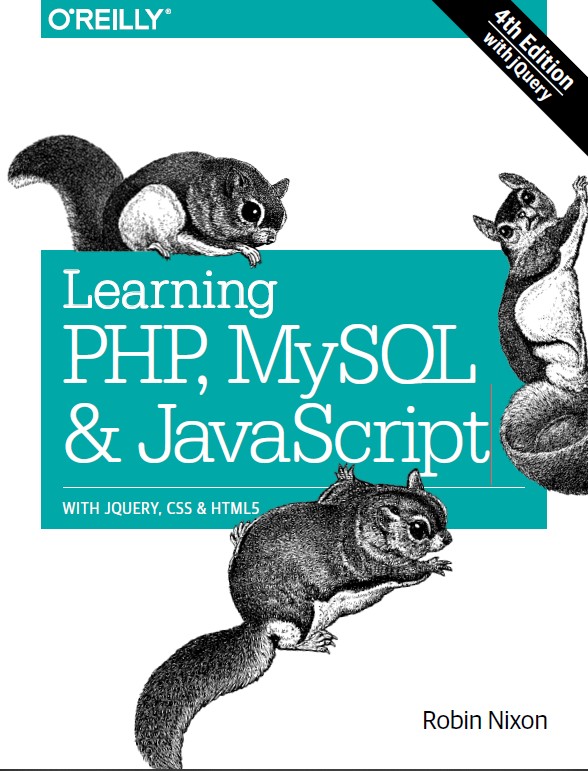 O'REILLY®
4th Edition
with jQuery
Learning
PHP, MySQL
& JavaScript
WITH JQUERY, CSS & HTML5
Robin Nixon